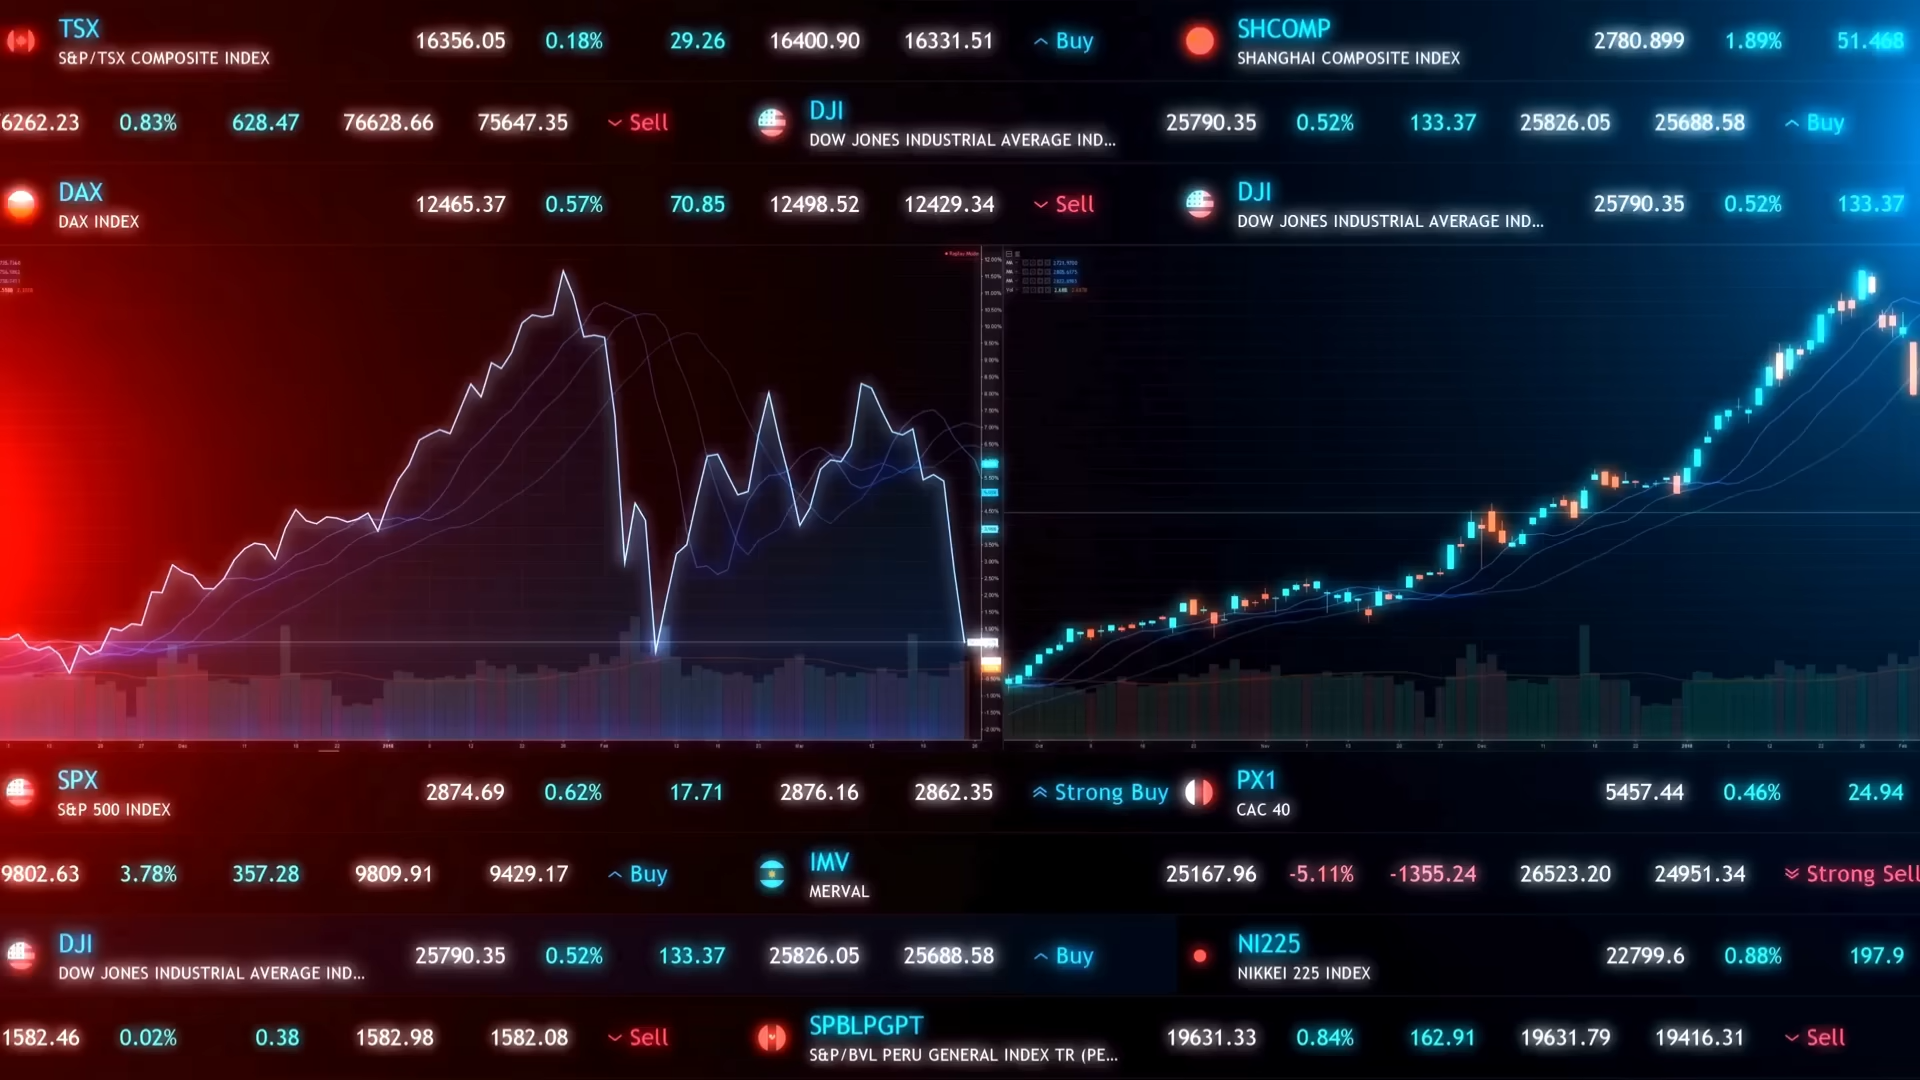 TSX 16356.05 0.18% 29.26 16400.90 16331.51 Buy SHCOMP 2780.899 1.89% 51.468
S&P/TSX COMPOSITE INDEX SHANGHAI COMPOSITE INDEX
6262.23 0.83% 628.47 76628.66 75647.35 Sell DJI 25790.35 0.52% 133.37 25826.05 25688.58 Buy
DOW JONES INDUSTRIAL AVERAGE IND...
DAX 12465.37 0.57% 70.85 12498.52 12429.34 Sell DJI 25790.35 0.52% 133.37
DAX INDEX DOW JONES INDUSTRIAL AVERAGE IND...
Replay Mode
SPX 2874.69 0.62% 17.71 2876.16 2862.35 Strong Buy PX1 5457.44 0.46% 24.94
S&P 500 INDEX CAC 40
9802.63 3.78% 357.28 9809.91 9429.17 Buy IMV 25167.96 -5.11% -1355.24 26523.20 24951.34 Strong Sell
MERVAL
DJI 25790.35 0.52% 133.37 25826.05 25688.58 Buy NI225 22799.6 0.88% 197.9
DOW JONES INDUSTRIAL AVERAGE IND... NIKKEI 225 INDEX
1582.46 0.02% 0.38 1582.98 1582.08 Sell SPBLPGPT 19631.33 0.84% 162.91 19631.79 19416.31 Sell
S&P/BVL PERU GENERAL INDEX TR (PE...